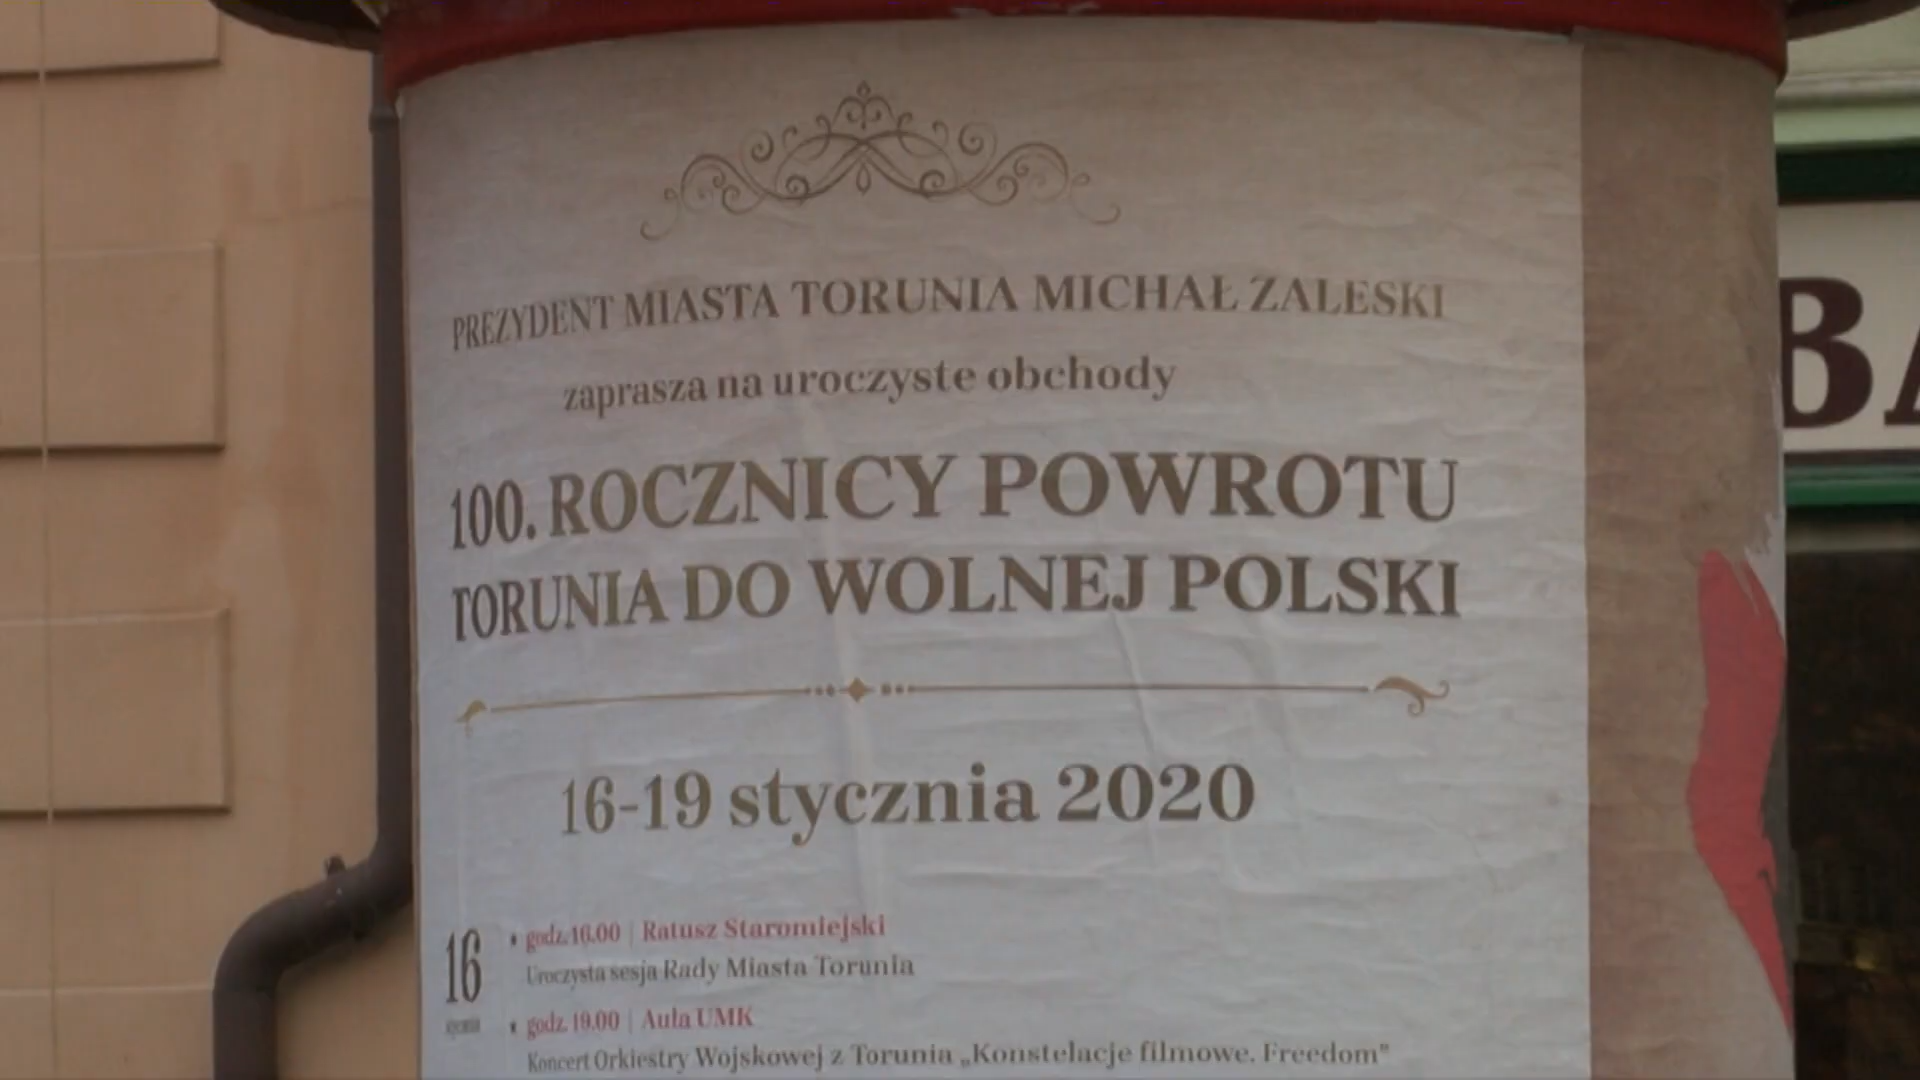 PREZYDENT MIASTA TORUNIA MICHAŁ ZALESKI
zaprasza na uroczyste obchody
100. ROCZNICY POWROTU
TORUNIA DO WOLNEJ POLSKI
16-19 stycznia 2020
16
stycznia
godz. 16.00 | Ratusz Staromiejski
Uroczysta sesja Rady Miasta Torunia
godz. 19.00 | Aula UMK
Koncert Orkiestry Wojskowej z Torunia „Konstelacje filmowe. Freedom”